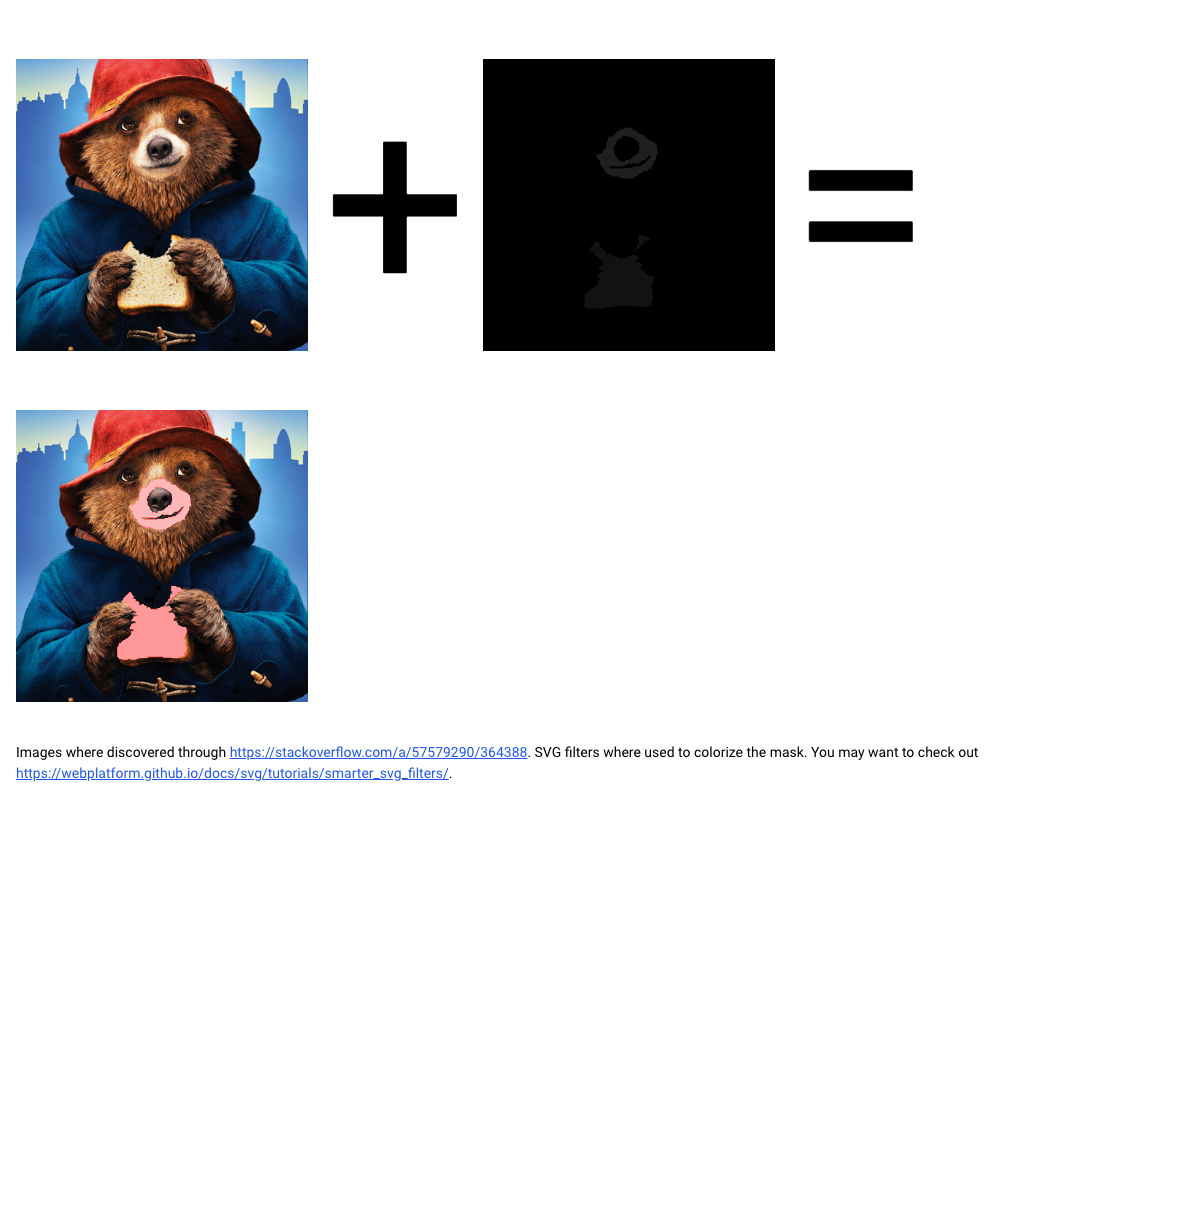 Images where discovered through https://stackoverflow.com/a/57579290/364388. SVG filters where used to colorize the mask. You may want to check out
https://webplatform.github.io/docs/svg/tutorials/smarter_svg_filters/.